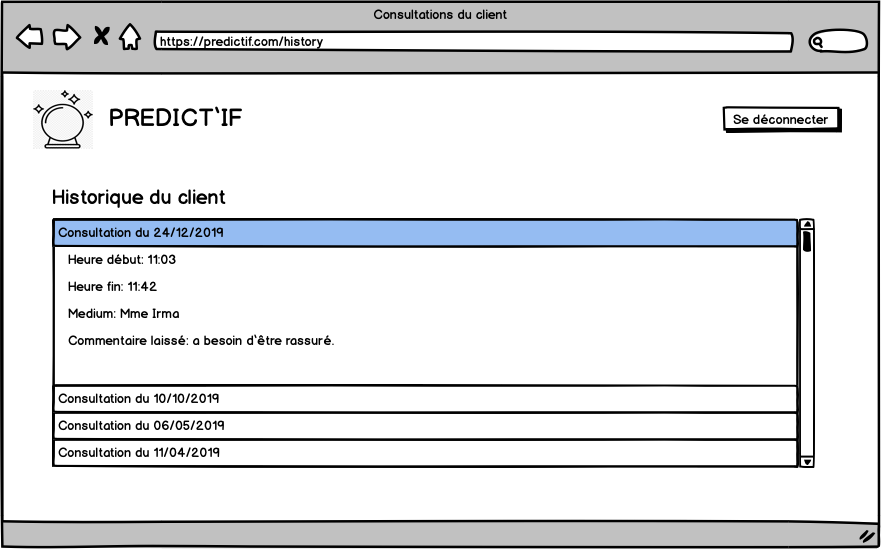 Consultations du client
https://predictif.com/history
PREDICT'IF
Se déconnecter
Historique du client
Consultation du 24/12/2019
Heure début: 11:03
Heure fin: 11:42
Medium: Mme Irma
Commentaire laissé: a besoin d'être rassuré.
Consultation du 10/10/2019
Consultation du 06/05/2019
Consultation du 11/04/2019